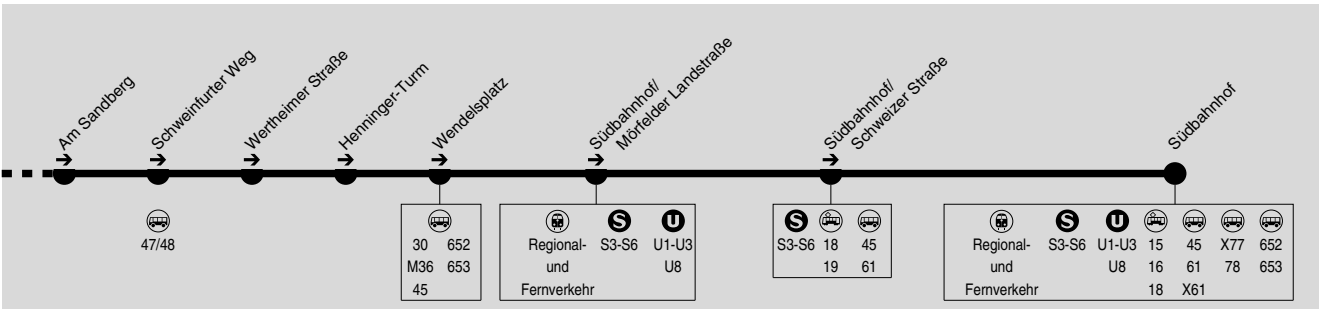 Am Sandberg
Schweinfurter Weg
Wertheimer Straße
Henninger-Turm
Wendelsplatz
Südbahnhof/
Mörfelder Landstraße
Südbahnhof/
Schweizer Straße
Südbahnhof
47/48
30 652
M36 653
45
S U
Regional- S3-S6 U1-U3
und U8
Fernverkehr
S
S3-S6 18 45
19 61
S U
Regional- S3-S6 U1-U3 15 45 X77 652
und U8 16 61 78 653
Fernverkehr 18 X61